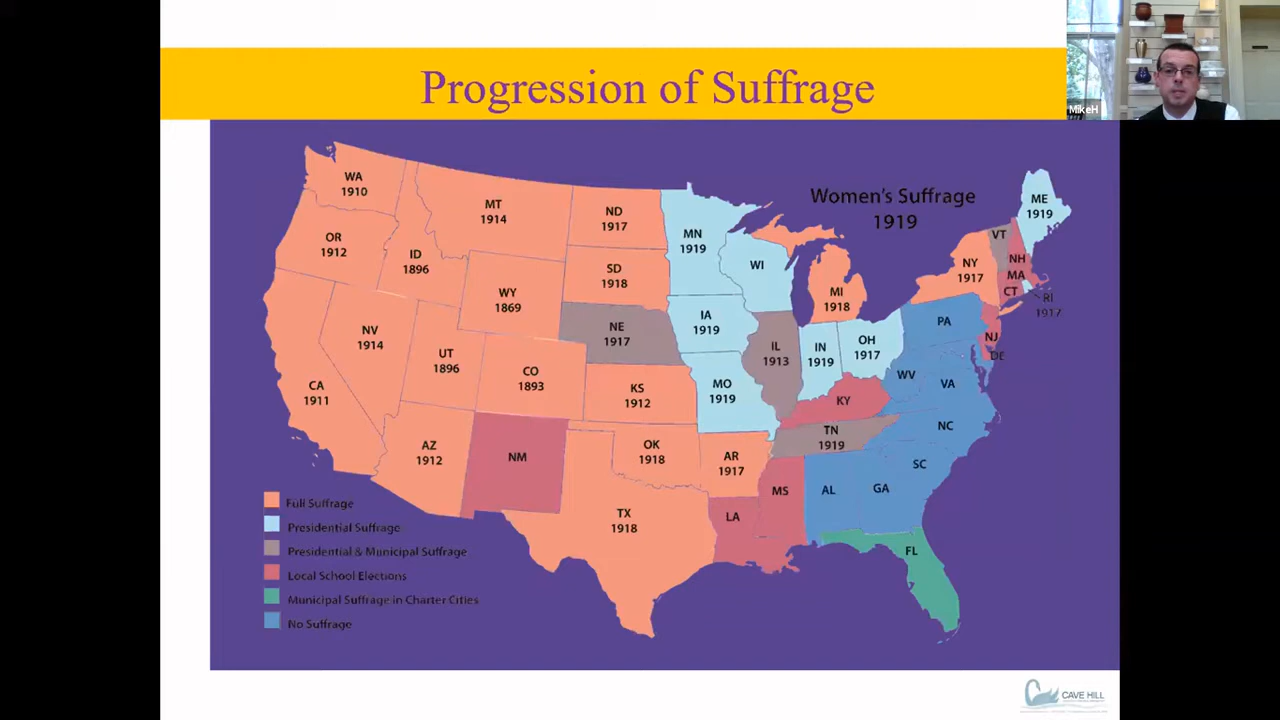 MikeH
Progression of Suffrage
Women's Suffrage
1919
WA
1910
MT
1914
ND
1917
MN
1919
ME
1919
OR
1912
ID
1896
SD
1918
WI
VT
NH
MA
CT
RI
1917
NY
1917
MI
1918
WY
1869
NE
1917
IA
1919
IL
1913
IN
1919
OH
1917
PA
NJ
DE
NV
1914
UT
1896
CO
1893
KS
1912
MO
1919
KY
WV
VA
CA
1911
AZ
1912
NM
OK
1918
AR
1917
TN
1919
NC
SC
TX
1918
LA
MS
AL
GA
FL
Full Suffrage
Presidential Suffrage
Presidential & Municipal Suffrage
Local School Elections
Municipal Suffrage in Charter Cities
No Suffrage
CAVE HILL